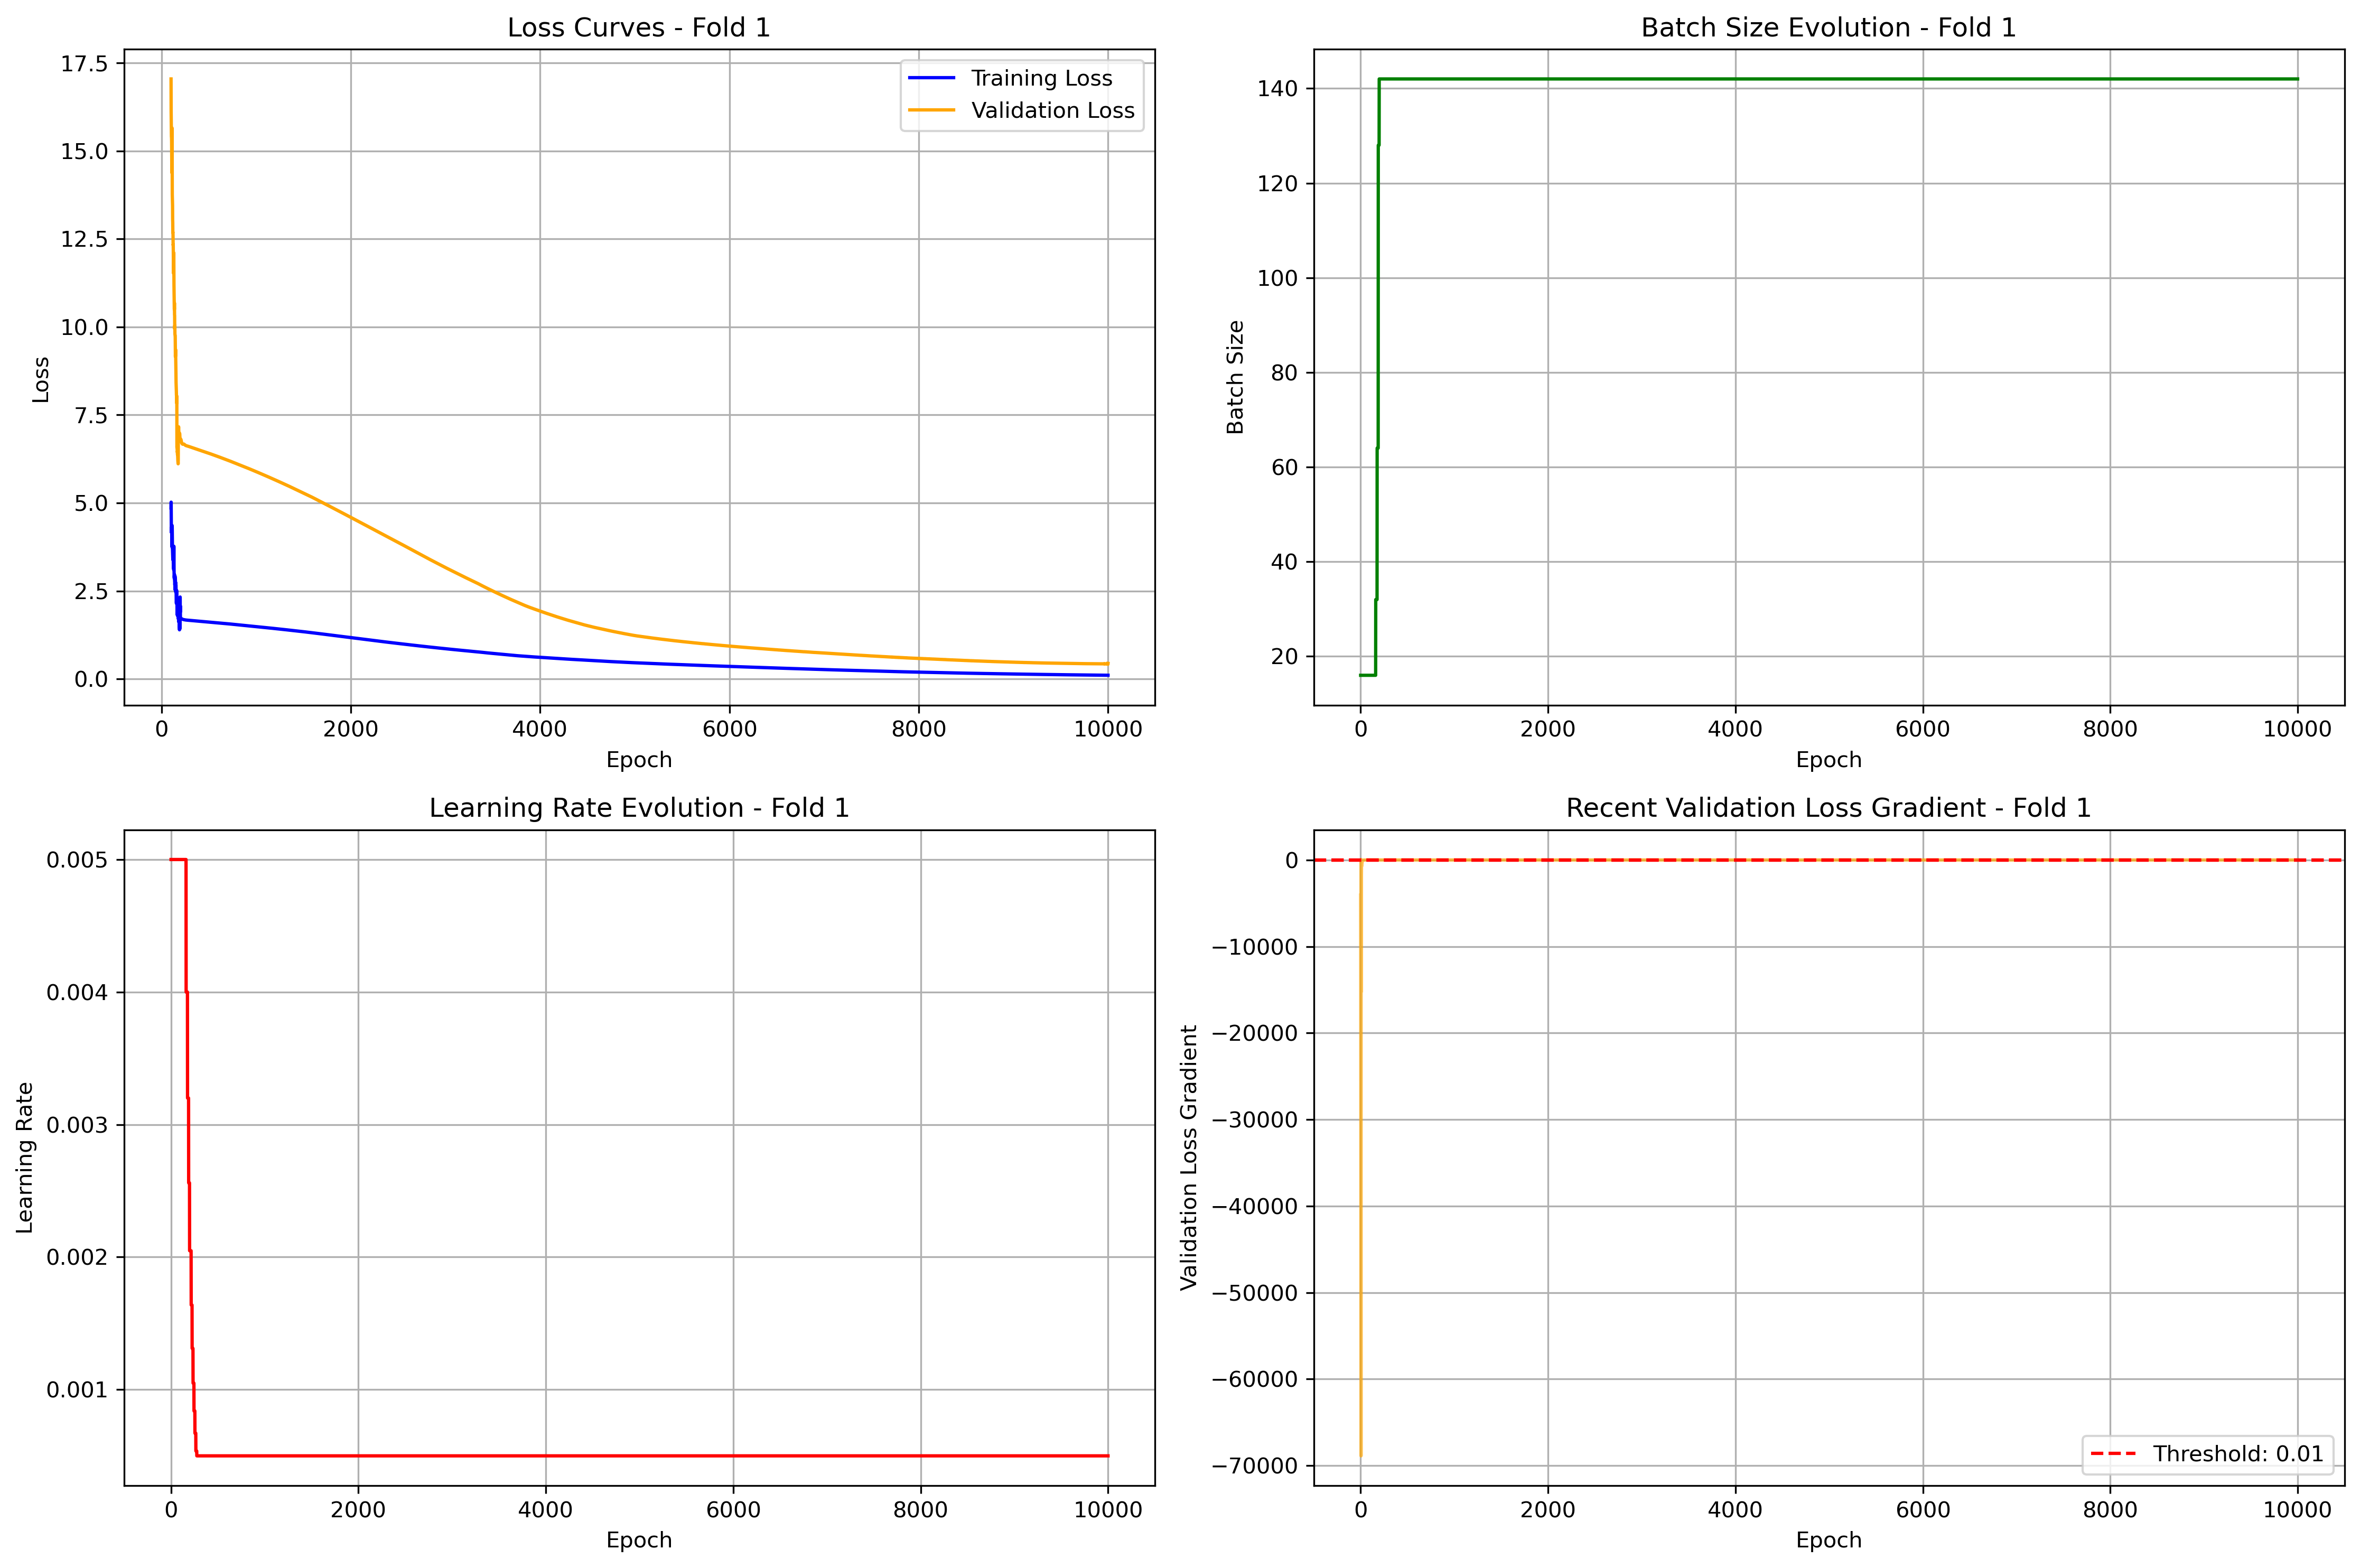 Loss Curves - Fold 1
17.5
15.0
12.5
10.0
7.5
5.0
2.5
0.0
Loss
Training Loss
Validation Loss
0 2000 4000 6000 8000 10000
Epoch
Batch Size Evolution - Fold 1
140
120
100
80
60
40
20
Batch Size
0 2000 4000 6000 8000 10000
Epoch
Learning Rate Evolution - Fold 1
0.005
0.004
0.003
0.002
0.001
Learning Rate
0 2000 4000 6000 8000 10000
Epoch
Recent Validation Loss Gradient - Fold 1
0
−10000
−20000
−30000
−40000
−50000
−60000
−70000
Validation Loss Gradient
Threshold: 0.01
0 2000 4000 6000 8000 10000
Epoch